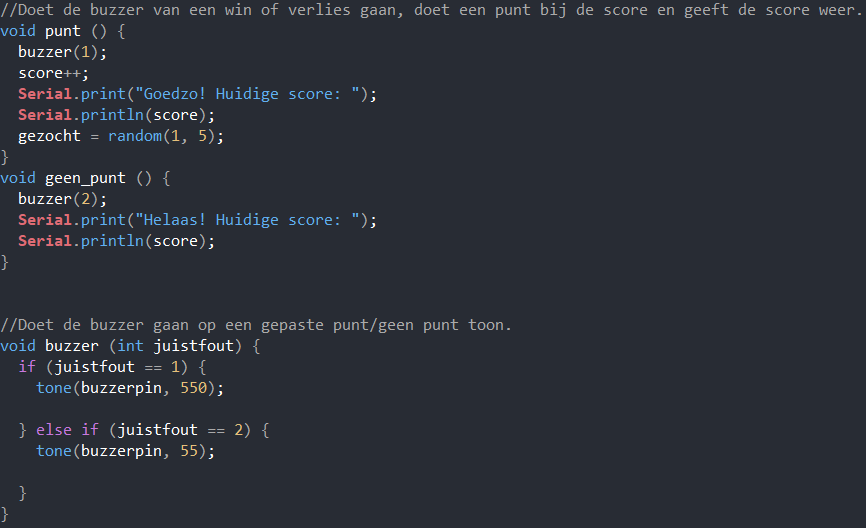 //Doet de buzzer van een win of verlies gaan, doet een punt bij de score en geeft de score weer.
void punt () {
  buzzer(1);
  score++;
  Serial.print("Goedzo! Huidige score: ");
  Serial.println(score);
  gezocht = random(1, 5);
}
void geen_punt () {
  buzzer(2);
  Serial.print("Helaas! Huidige score: ");
  Serial.println(score);
}
//Doet de buzzer gaan op een gepaste punt/geen punt toon.
void buzzer (int juistfout) {
  if (juistfout == 1) {
    tone(buzzerpin, 550);
  } else if (juistfout == 2) {
    tone(buzzerpin, 55);
  }
}